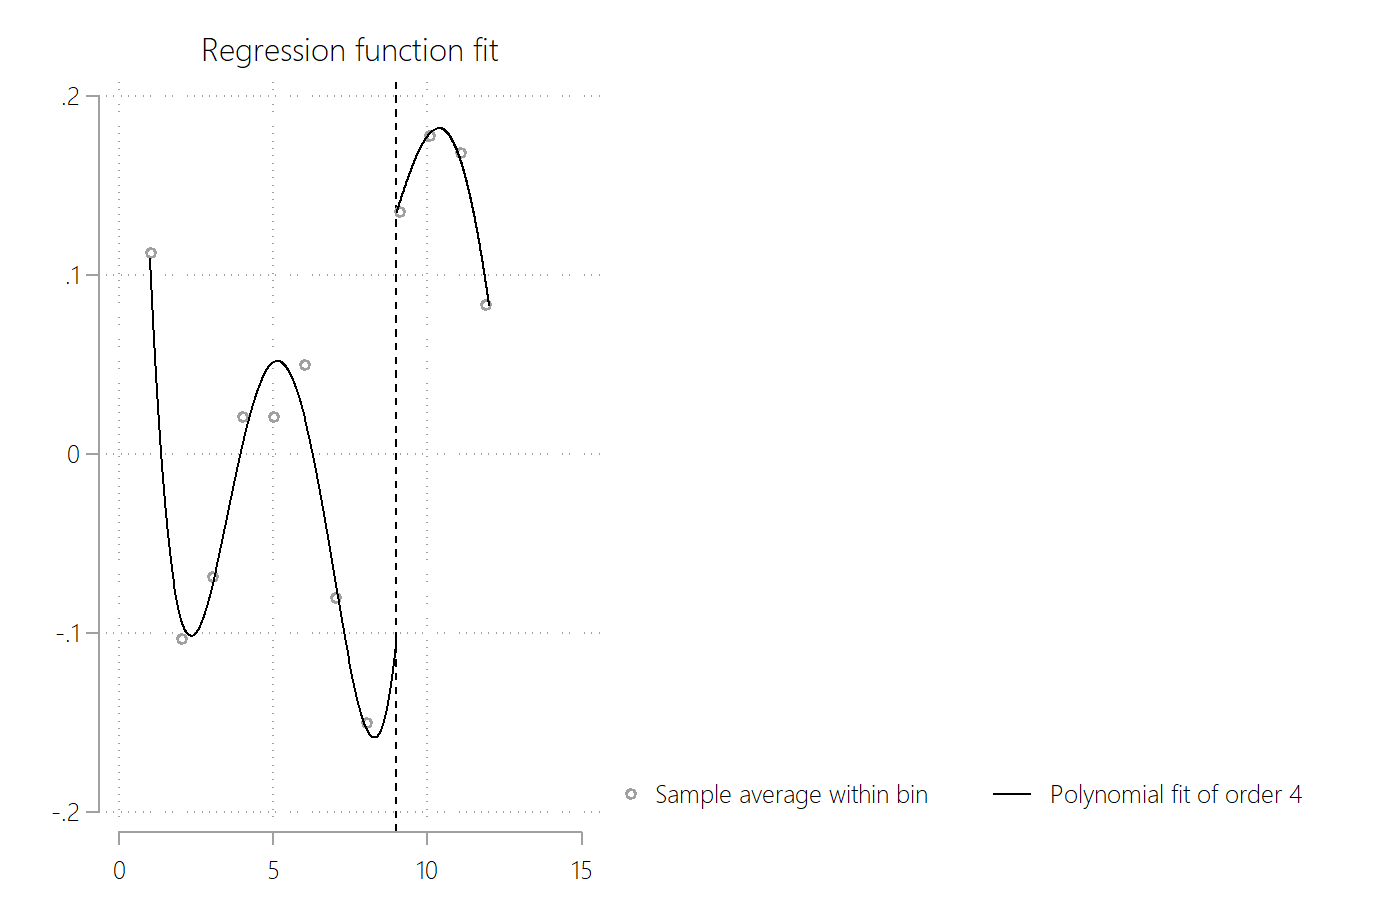 Regression function fit
.2
.1
0
-.1
-.2
0 5 10 15
Sample average within bin Polynomial fit of order 4